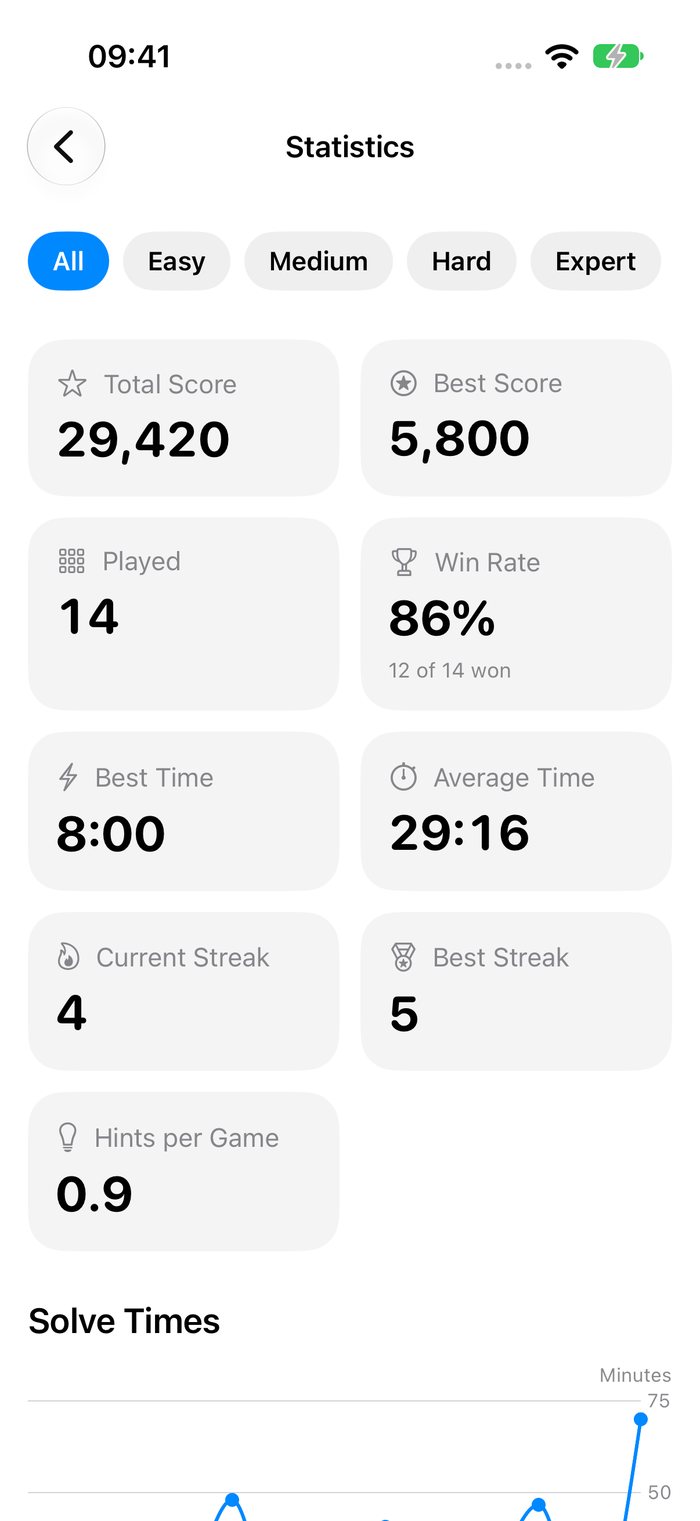 09:41
Statistics
All
Easy
Medium
Hard
Expert
Total Score
29,420
Best Score
5,800
Played
14
Win Rate
86%
12 of 14 won
Best Time
8:00
Average Time
29:16
Current Streak
4
Best Streak
5
Hints per Game
0.9
Solve Times
Minutes
75
50